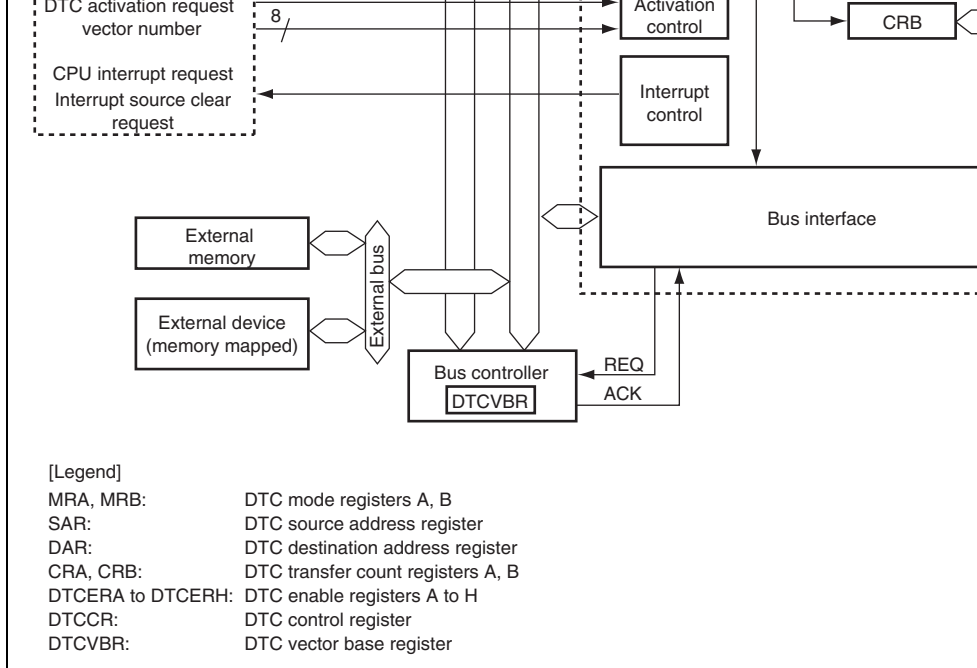 DTC activation request
vector number
8
CPU interrupt request
Interrupt source clear
request
Activation
control
CRB
Interrupt
control
Bus interface
External
memory
External bus
External device
(memory mapped)
Bus controller
DTCVBR
REQ
ACK
[Legend]
MRA, MRB: DTC mode registers A, B
SAR: DTC source address register
DAR: DTC destination address register
CRA, CRB: DTC transfer count registers A, B
DTCERA to DTCERH: DTC enable registers A to H
DTCCR: DTC control register
DTCVBR: DTC vector base register